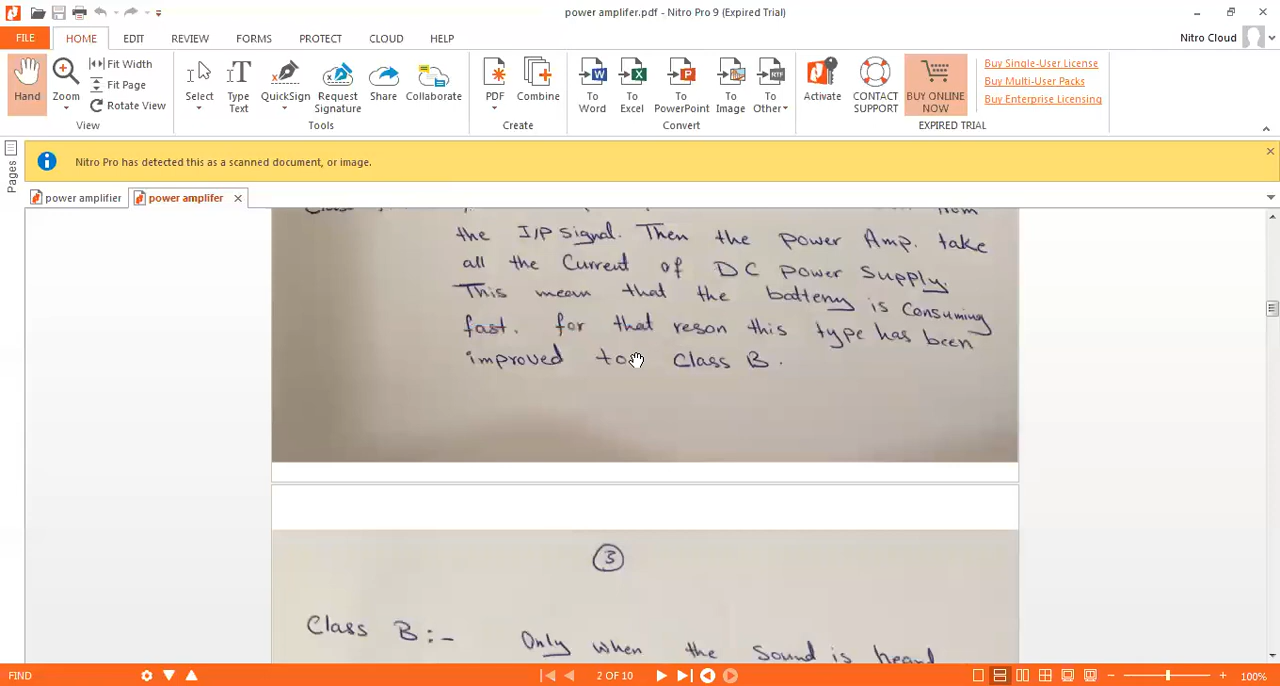 power amplifer.pdf - Nitro Pro 9 (Expired Trial)
FILE HOME EDIT REVIEW FORMS PROTECT CLOUD HELP
Nitro Cloud
Hand
Zoom
Fit Width
Fit Page
Rotate View
View
Select
Type Text
QuickSign
Request Signature
Share
Collaborate
Tools
PDF
Combine
Create
To Word
To Excel
To PowerPoint
To Image
To Other
Convert
Activate
CONTACT SUPPORT
BUY ONLINE NOW
Buy Single-User License
Buy Multi-User Packs
Buy Enterprise Licensing
EXPIRED TRIAL
Pages
Nitro Pro has detected this as a scanned document, or image.
power amplifier
power amplifer
from
the I/P signal. Then the power Amp. take
all the Current of DC power supply.
This mean that the batteny is consuming
fast. for that reson this type has been
improved to Class B.
3
Class B:- Only when the sound is heard
FIND
2 OF 10
100%